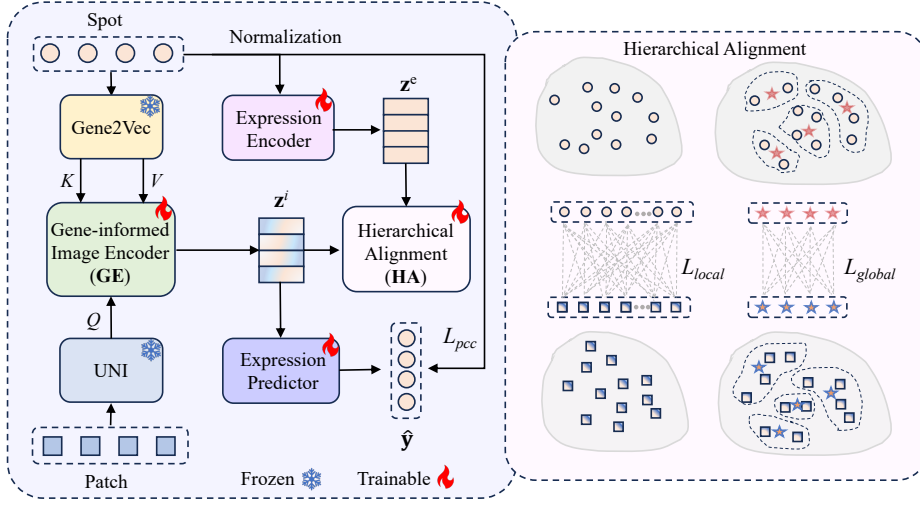 Spot
Normalization
Gene2Vec
Expression
Encoder
z^e
K
V
z^i
Gene-informed
Image Encoder
(GE)
Hierarchical
Alignment
(HA)
Q
UNI
Expression
Predictor
L_pcc
ŷ
Patch
Frozen
Trainable
Hierarchical Alignment
L_local
L_global